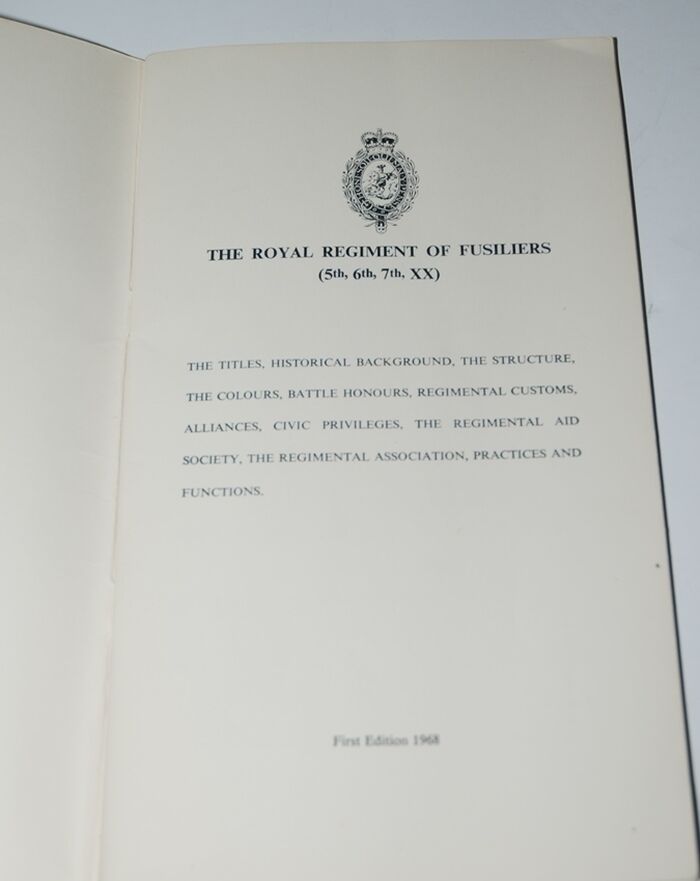 THE ROYAL REGIMENT OF FUSILIERS
(5th, 6th, 7th, XX)
THE TITLES, HISTORICAL BACKGROUND, THE STRUCTURE,
THE COLOURS, BATTLE HONOURS, REGIMENTAL CUSTOMS,
ALLIANCES, CIVIC PRIVILEGES, THE REGIMENTAL AID
SOCIETY, THE REGIMENTAL ASSOCIATION, PRACTICES AND
FUNCTIONS.
First Edition 1968